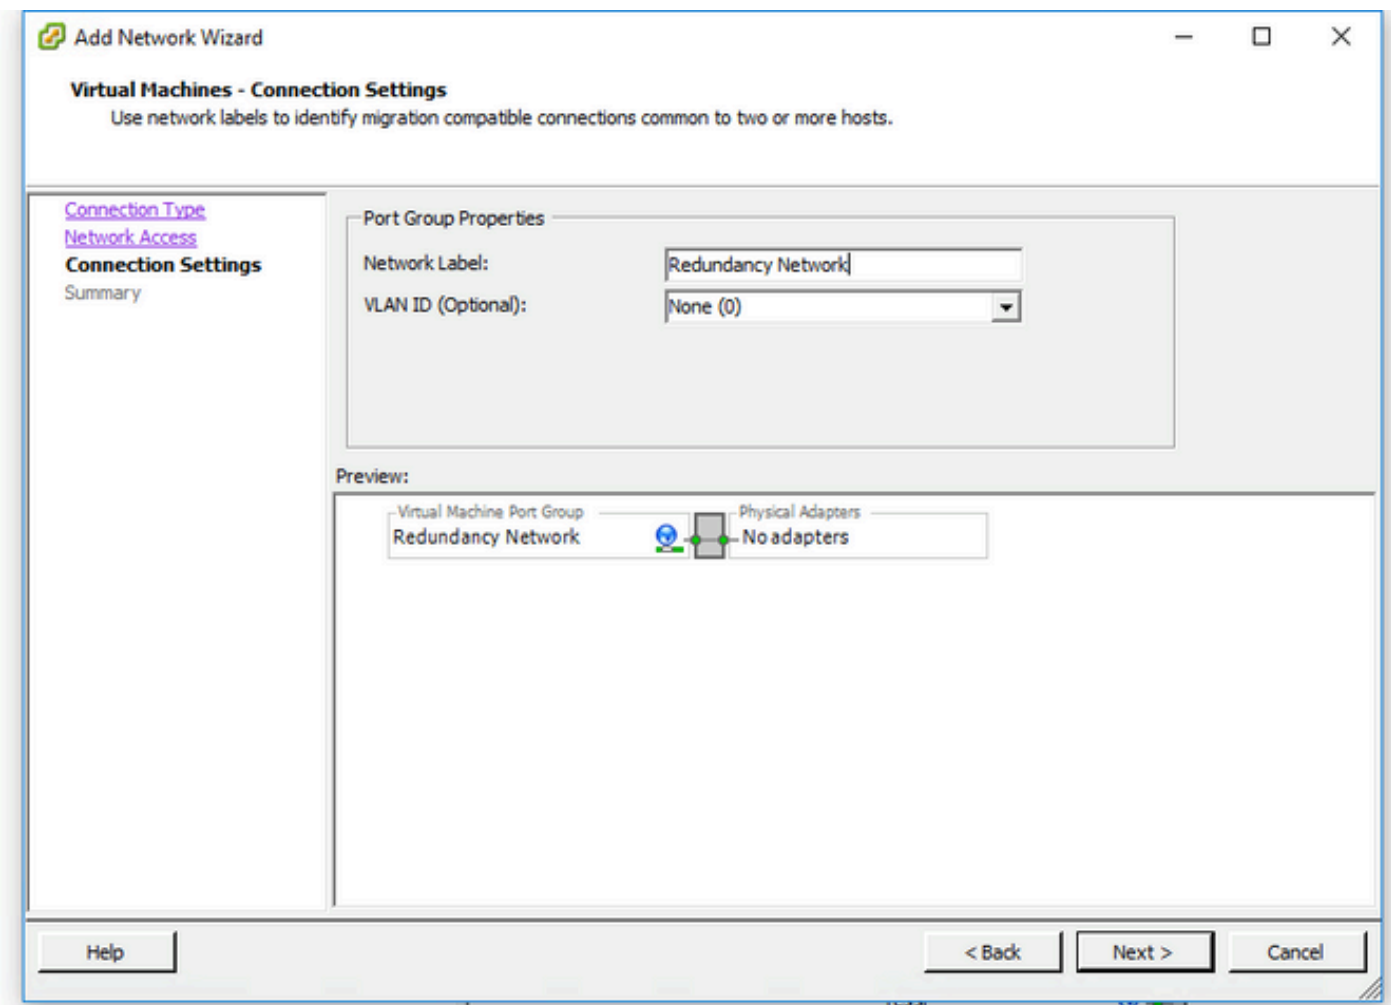 Add Network Wizard
Virtual Machines - Connection Settings
Use network labels to identify migration compatible connections common to two or more hosts.
Connection Type
Network Access
Connection Settings
Summary
Port Group Properties
Network Label:
Redundancy Network
VLAN ID (Optional):
None (0)
Preview:
Virtual Machine Port Group
Redundancy Network
Physical Adapters
No adapters
Help
< Back
Next >
Cancel